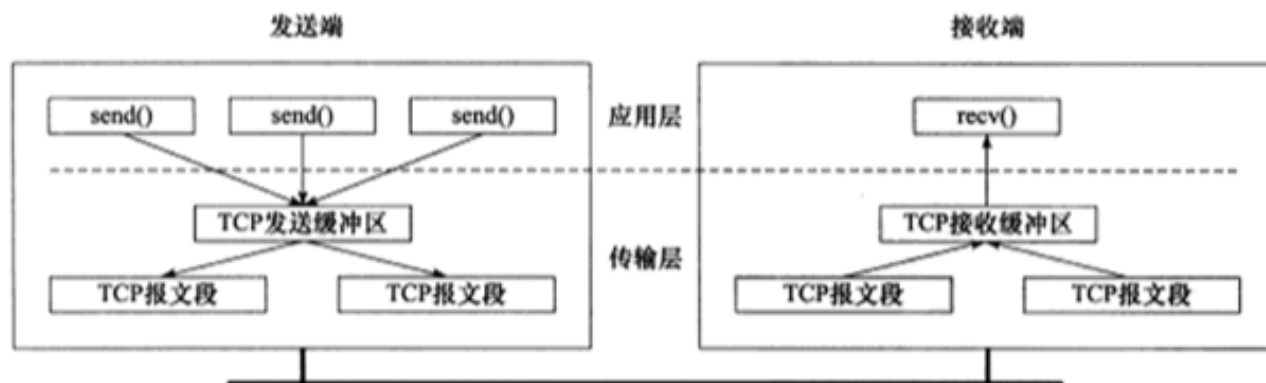 发送端 接收端
send() send() send() 应用层 recv()
TCP发送缓冲区 TCP接收缓冲区
传输层
TCP报文段 TCP报文段 TCP报文段 TCP报文段